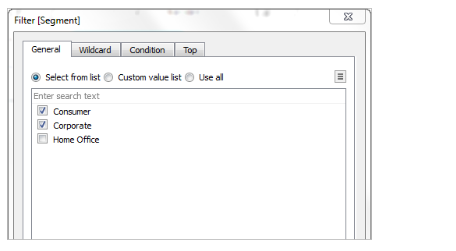 Filter [Segment]
General Wildcard Condition Top
Select from list Custom value list Use all
Enter search text
Consumer
Corporate
Home Office